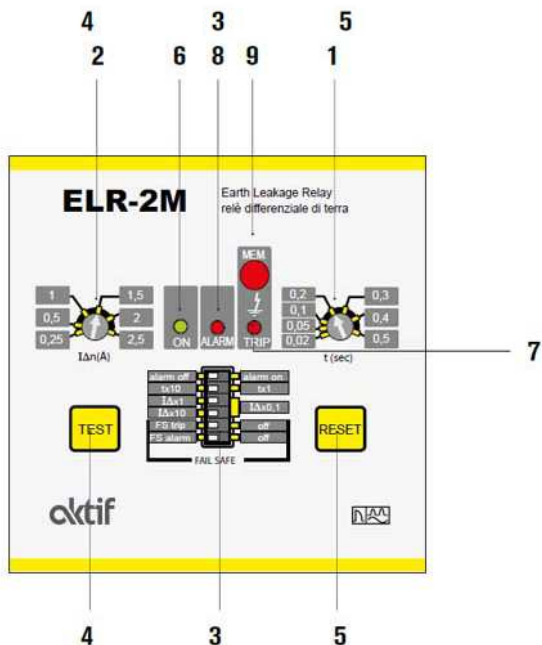 4 3 5
2 6 8 9 1
ELR-2M
Earth Leakage Relay
relè differenziale di terra
MEM.
1 1,5
0,5 2
0,25 2,5
IΔn(A)
ON ALARM TRIP
0,2 0,3
0,1
0,05 0,4
0,02 0,5
t (sec)
7
alarm off alarm on
tx10 tx1
IΔx1
IΔx10 IΔx0,1
FS trip off
FS alarm off
FAIL SAFE
TEST RESET
aktif
4 3 5